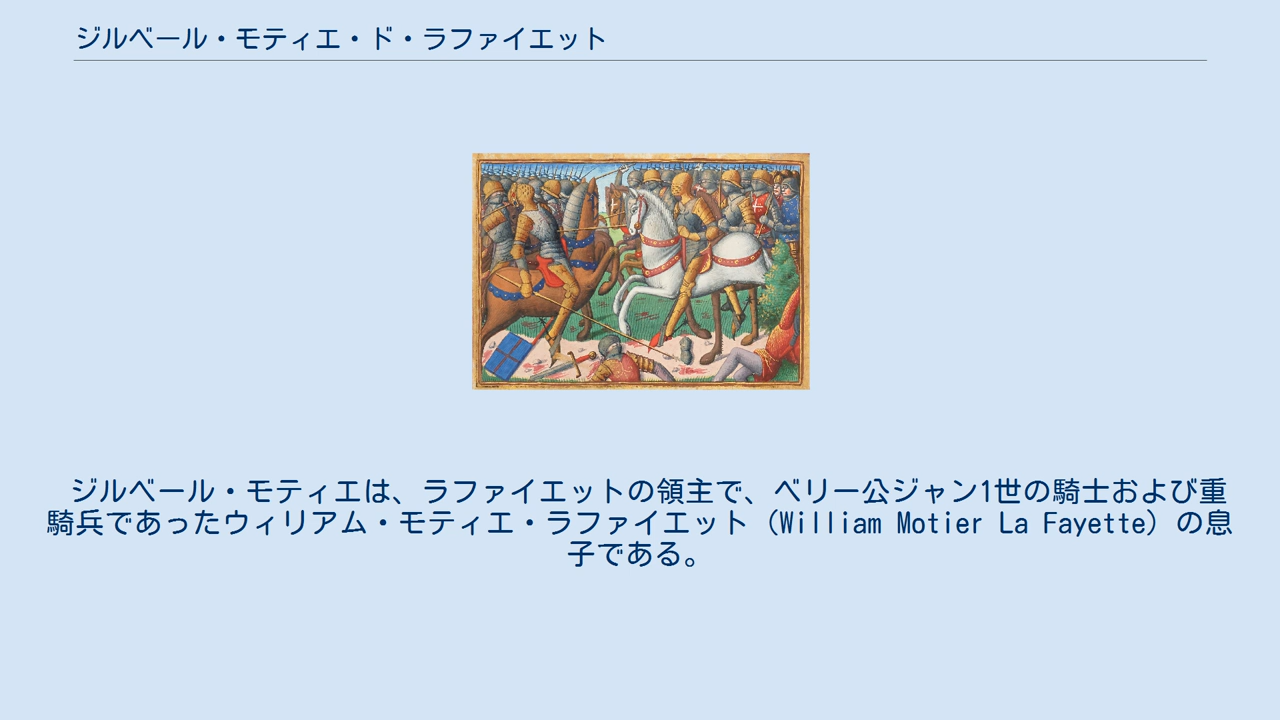 ジルベール・モティエ・ド・ラファイエット
ジルベール・モティエは、ラファイエットの領主で、ベリー公ジャン1世の騎士および重
騎兵であったウィリアム・モティエ・ラファイエット（William Motier La Fayette）の息
子である。